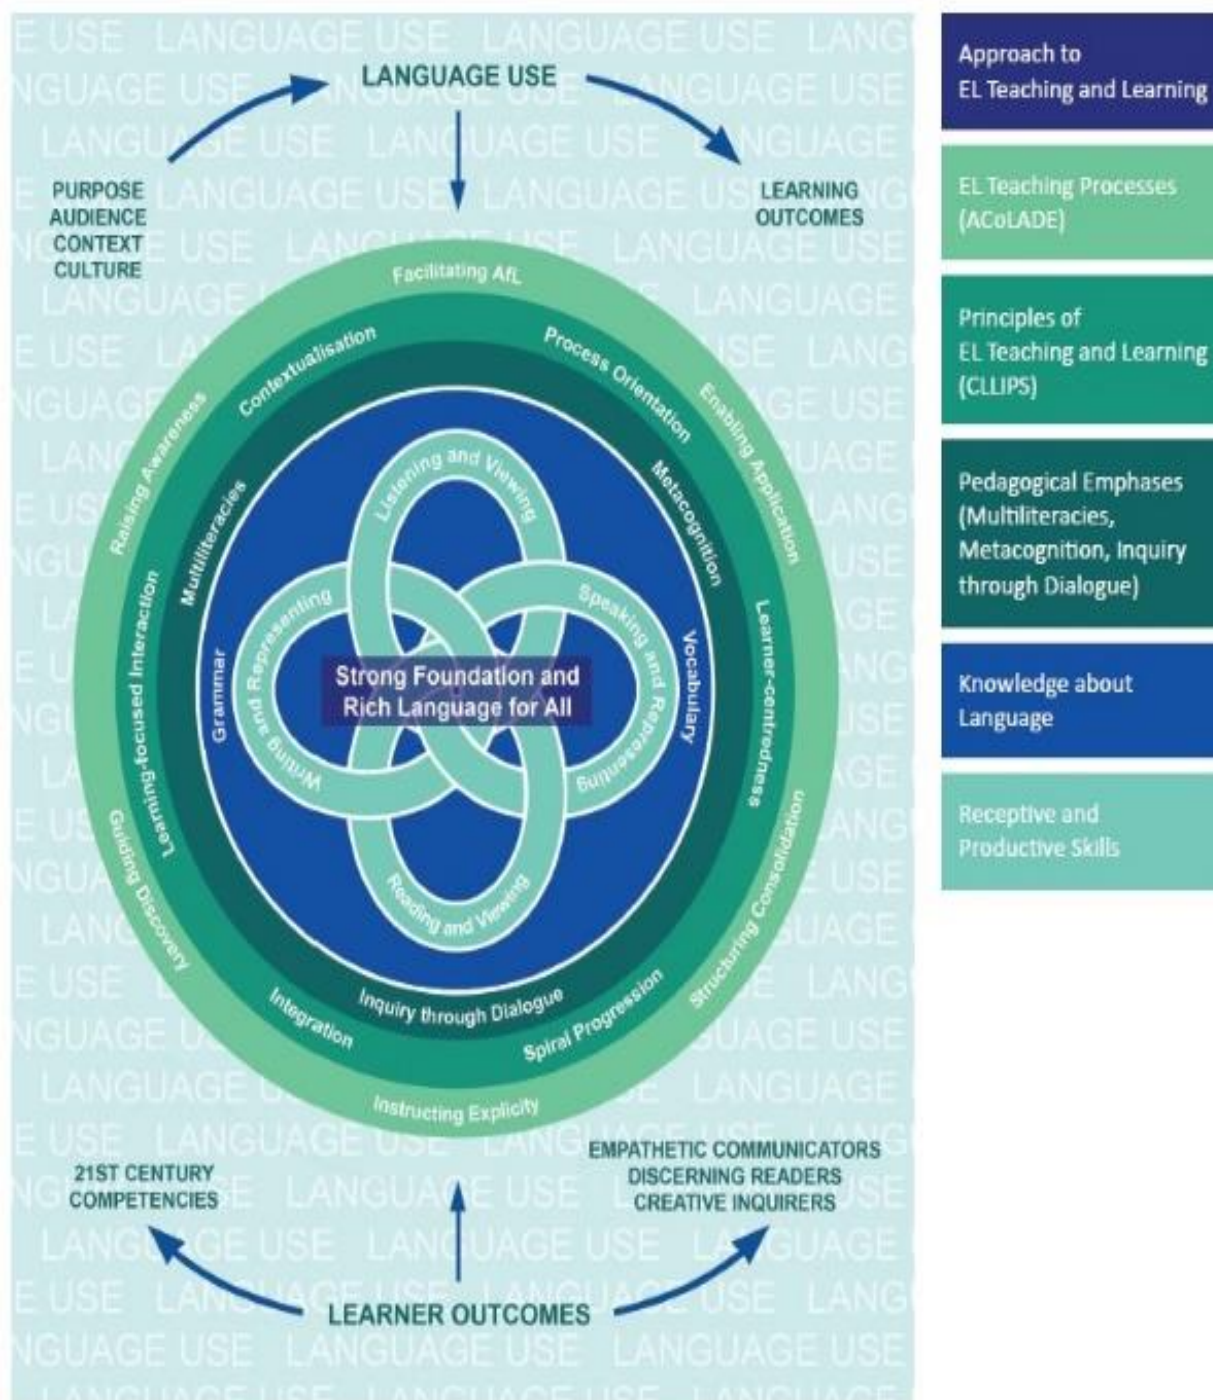 LANGUAGE USE
PURPOSE
AUDIENCE
CONTEXT
CULTURE
LEARNING
OUTCOMES
Facilitating AfL
Raising Awareness
Enabling Application
Guiding Discovery
Structuring Consolidation
Instructing Explicity
Contextualisation
Process Orientation
Learning-focused Interaction
Learner-centredness
Integration
Spiral Progression
Multiliteracies
Metacognition
Inquiry through Dialogue
Grammar
Vocabulary
Listening and Viewing
Writing and Representing
Speaking and Representing
Reading and Viewing
Strong Foundation and
Rich Language for All
21ST CENTURY
COMPETENCIES
EMPATHETIC COMMUNICATORS
DISCERNING READERS
CREATIVE INQUIRERS
LEARNER OUTCOMES
Approach to
EL Teaching and Learning
EL Teaching Processes
(ACoLADE)
Principles of
EL Teaching and Learning
(CLLIPS)
Pedagogical Emphases
(Multiliteracies,
Metacognition, Inquiry
through Dialogue)
Knowledge about
Language
Receptive and
Productive Skills